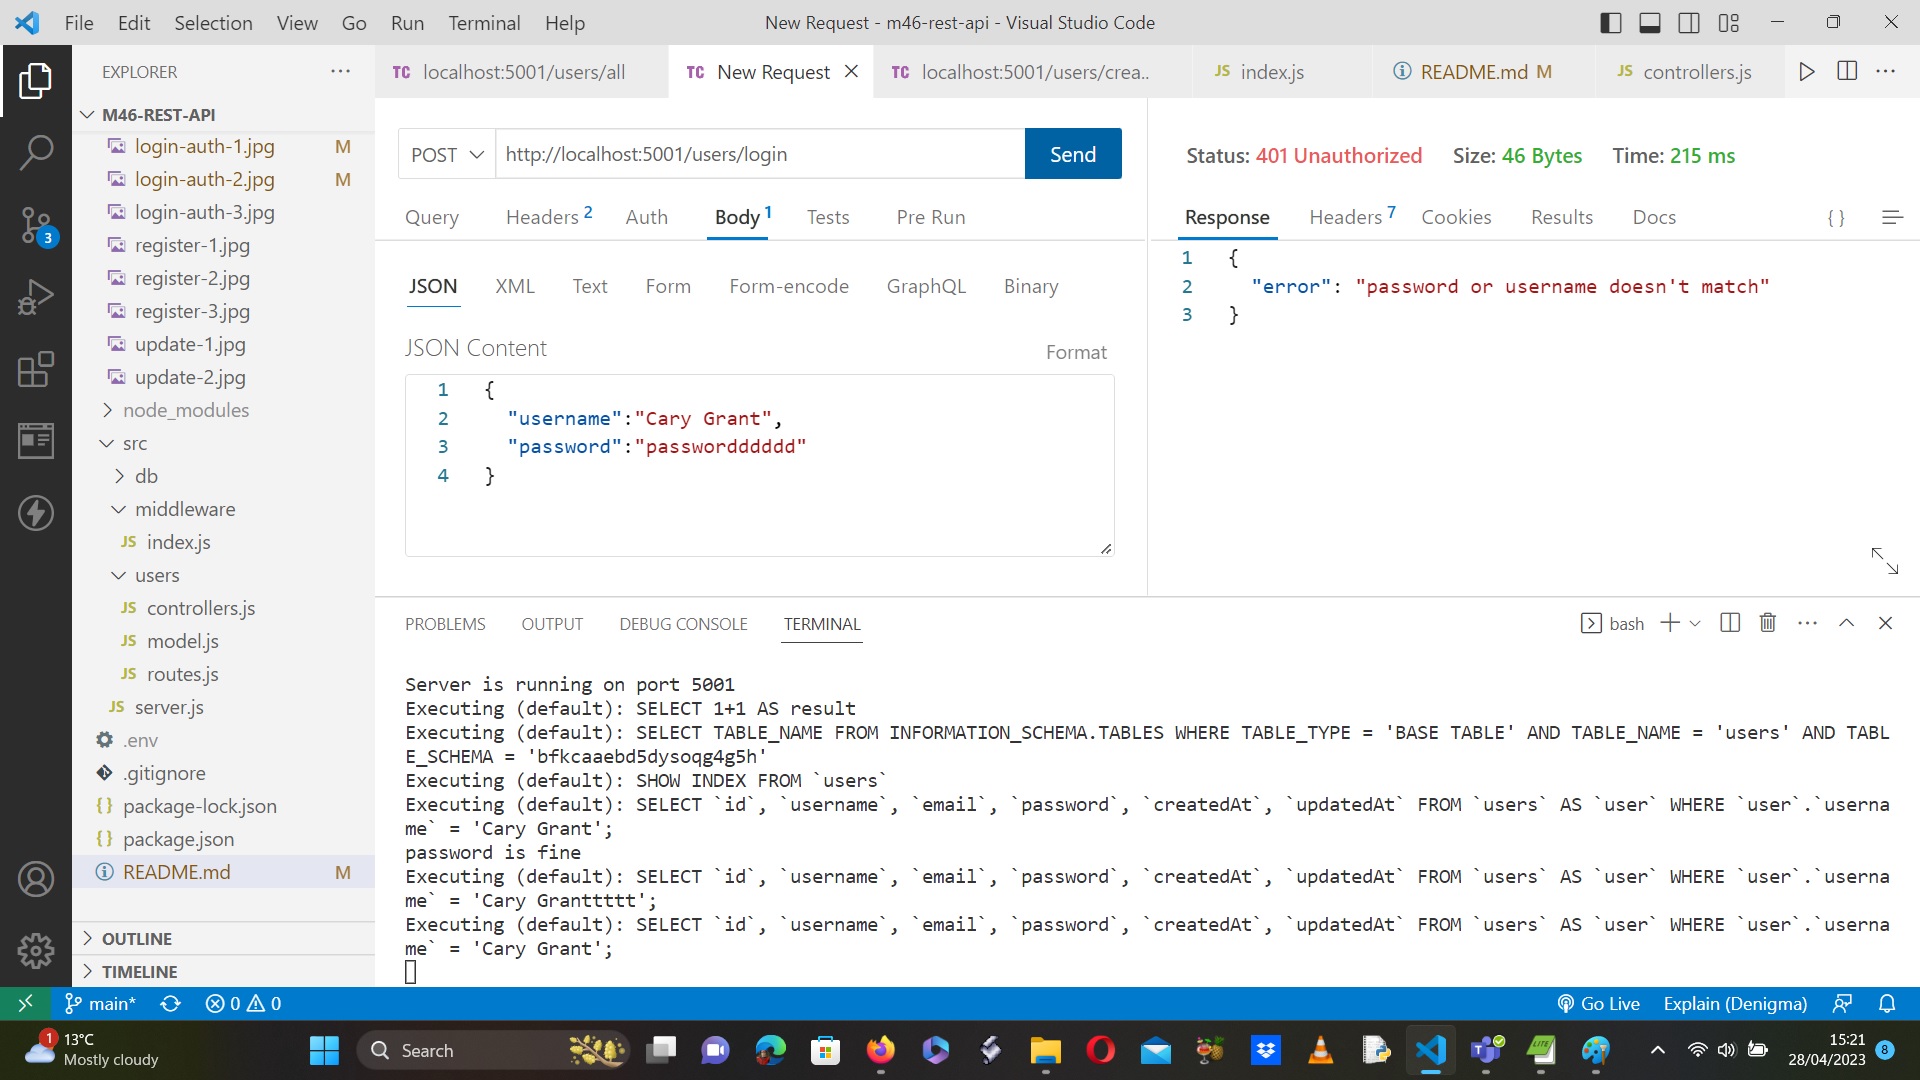 File Edit Selection View Go Run Terminal Help
New Request - m46-rest-api - Visual Studio Code
EXPLORER
M46-REST-API
login-auth-1.jpg M
login-auth-2.jpg M
login-auth-3.jpg
register-1.jpg
register-2.jpg
register-3.jpg
update-1.jpg
update-2.jpg
node_modules
src
db
middleware
JS index.js
users
JS controllers.js
JS model.js
JS routes.js
JS server.js
.env
.gitignore
{} package-lock.json
{} package.json
README.md M
OUTLINE
TIMELINE
3
TC localhost:5001/users/all
TC New Request
TC localhost:5001/users/crea..
JS index.js
README.md M
JS controllers.js
POST http://localhost:5001/users/login Send
Query Headers 2 Auth Body 1 Tests Pre Run
JSON XML Text Form Form-encode GraphQL Binary
JSON Content
Format
1 {
2 "username":"Cary Grant",
3 "password":"passwordddddd"
4 }
Status: 401 Unauthorized Size: 46 Bytes Time: 215 ms
Response Headers 7 Cookies Results Docs { }
1 {
2 "error": "password or username doesn't match"
3 }
PROBLEMS OUTPUT DEBUG CONSOLE TERMINAL
bash
Server is running on port 5001
Executing (default): SELECT 1+1 AS result
Executing (default): SELECT TABLE_NAME FROM INFORMATION_SCHEMA.TABLES WHERE TABLE_TYPE = 'BASE TABLE' AND TABLE_NAME = 'users' AND TABL
E_SCHEMA = 'bfkcaaebd5dysoqg4g5h'
Executing (default): SHOW INDEX FROM `users`
Executing (default): SELECT `id`, `username`, `email`, `password`, `createdAt`, `updatedAt` FROM `users` AS `user` WHERE `user`.`userna
me` = 'Cary Grant';
password is fine
Executing (default): SELECT `id`, `username`, `email`, `password`, `createdAt`, `updatedAt` FROM `users` AS `user` WHERE `user`.`userna
me` = 'Cary Granttttt';
Executing (default): SELECT `id`, `username`, `email`, `password`, `createdAt`, `updatedAt` FROM `users` AS `user` WHERE `user`.`userna
me` = 'Cary Grant';
main* 0 0
Go Live Explain (Denigma)
1
13°C
Mostly cloudy
Search
LITE
15:21
28/04/2023
8